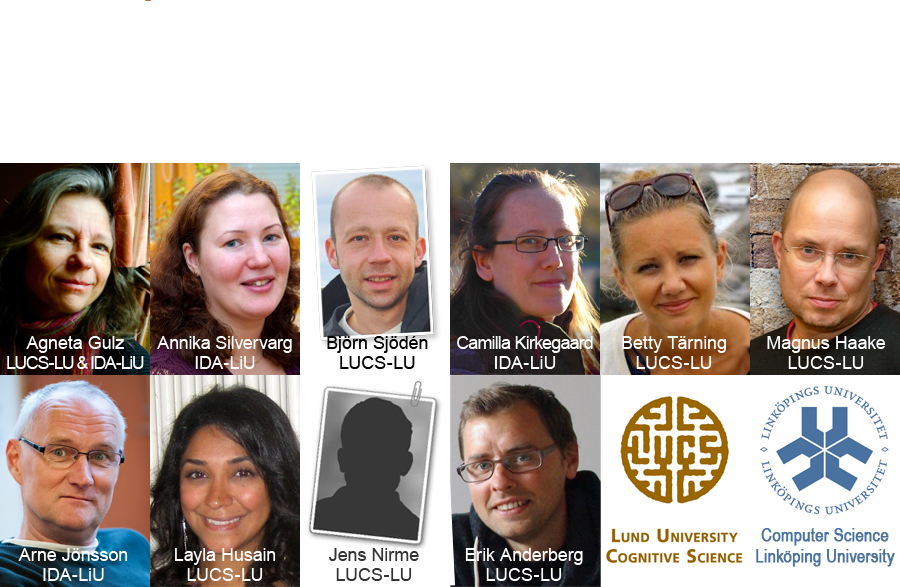 Agneta Gulz
LUCS-LU & IDA-LiU
Annika Silvervarg
IDA-LiU
Björn Sjödén
LUCS-LU
Camilla Kirkegaard
IDA-LiU
Betty Tärning
LUCS-LU
Magnus Haake
LUCS-LU
Arne Jönsson
IDA-LiU
Layla Husain
LUCS-LU
Jens Nirme
LUCS-LU
Erik Anderberg
LUCS-LU
LUCS
LUND UNIVERSITY
COGNITIVE SCIENCE
LINKÖPINGS UNIVERSITET
LINKÖPINGS UNIVERSITET
Computer Science
Linköping University